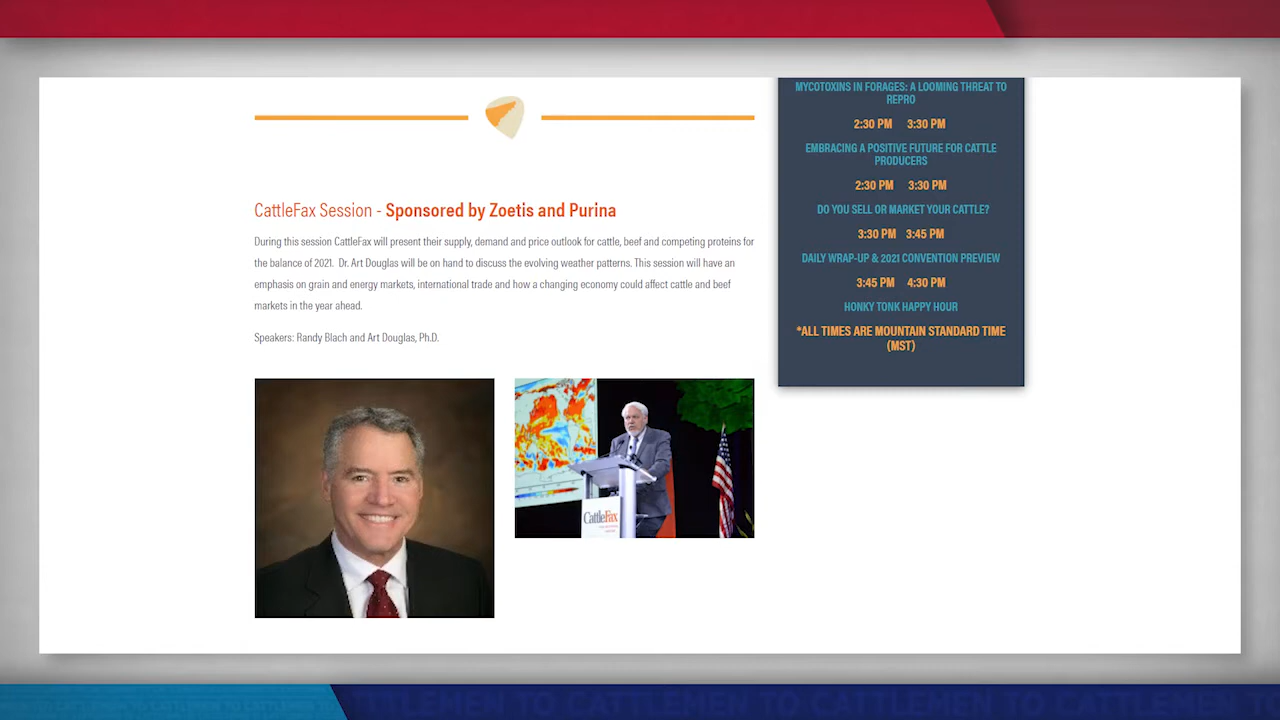 CattleFax Session - Sponsored by Zoetis and Purina
During this session CattleFax will present their supply, demand and price outlook for cattle, beef and competing proteins for
the balance of 2021. Dr. Art Douglas will be on hand to discuss the evolving weather patterns. This session will have an
emphasis on grain and energy markets, international trade and how a changing economy could affect cattle and beef
markets in the year ahead.
Speakers: Randy Blach and Art Douglas, Ph.D.
CattleFax
MYCOTOXINS IN FORAGES: A LOOMING THREAT TO
REPRO
2:30 PM 3:30 PM
EMBRACING A POSITIVE FUTURE FOR CATTLE
PRODUCERS
2:30 PM 3:30 PM
DO YOU SELL OR MARKET YOUR CATTLE?
3:30 PM 3:45 PM
DAILY WRAP-UP & 2021 CONVENTION PREVIEW
3:45 PM 4:30 PM
HONKY TONK HAPPY HOUR
*ALL TIMES ARE MOUNTAIN STANDARD TIME
(MST)
TTLEMEN TO CATTLEMEN TO CATTLEMEN TO CATTLEMEN TO